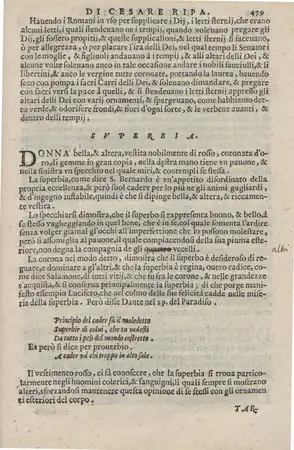 DI CESARE RIPA. 479
Hauendo i Romani in vso per supplicare i Dij, i letti sternij, che erano
alcuni letti, i quali stendeuano ne i tempij, quando voleuano pregare gli
Dij, gli fossero propitij, & queste supplicationi, & letti sternij si faceuano,
ò per allegrezza, ò per placare l'ira delli Dei, nel qual tempo li Senatori
con le moglie, & figliuoli andauano i tempij, & alli altari delli Dei, &
alcune volte soleuano anco in tale occasione andare i nobili fanciulli, & li
libertini, & anco le vergine tutte coronate, portando la laurea, hauendo
seco con pompa i sacri Carri delli Dei, & soleuano dimandare, & pregare
con sacri versi la pace à quelli, & si stendeuano i letti sternij appresso gli
altari delli Dei con varij ornamenti, & spargeuano, come habbiamo det-
to verde, & odorifere frondi, & fiori d'ogni sorte, & le verbene auanti, &
dentro delli tempij.
SVPERBIA.
DONNA bella, & altera, vestita nobilmente di rosso, coronata d'o-
ro, di gemme in gran copia, nella destra mano tiene vn pauone, & nella
nella sinistra vn specchio nel quale miri, & contempli se stessa.
La superbia, come dice S. Bernardo è vn'appetito disordinato della
propria eccellenza, & però suol cadere per lo più ne gli animi gagliardi,
& d'ingegno instabile, quindi è che si dipinge bella, & altera, & riccamen-
te vestita.
Lo specchiarsi dimostra, che il superbo si rappresenta buono, & bello à
se stesso vagheggiando in quel bene, che è in se, col quale fomenta l'ardire
senza volger giamai gli occhi all'imperfettione che lo possono molestare,
però si assomiglia al pauone, il quale compiacendosi della sua piuma este-
riore, non degna la compagnia de gli quattro vccelli. altri
La corona nel modo detto, dimostra che il superbo è desideroso di re-
gnare, e dominare a gl'altri, & che la superbia è regina, ouero radice, co-
me dice Salamone, di tutti vitij, & che fra le corone, & nelle grandezze
s'acquista, & si conserua principalmente la superbia; di che porge mani-
festo essempio Lucifero, che nel colmo delle sue felicità cadde nelle mise-
rie della superbia. Però disse Dante nel 29. del Paradiso.
Principio del cader fù il maledetto
Superbir di colui, che tu vedesti
Da tutto i pesi del mondo costretto.
Et però si dice per prouerbio.
A cader và chi troppo in alto sale.
Il vestimento rosso, ci fà conoscere, che la superbia si troua partico-
larmente negli huomini colerici, & sanguigni, li quali sempre si mostrano
alteri, sforzandosi mantenere questa opinione di se stessi con gli ornamen
ti esteriori del corpo.
TAR-